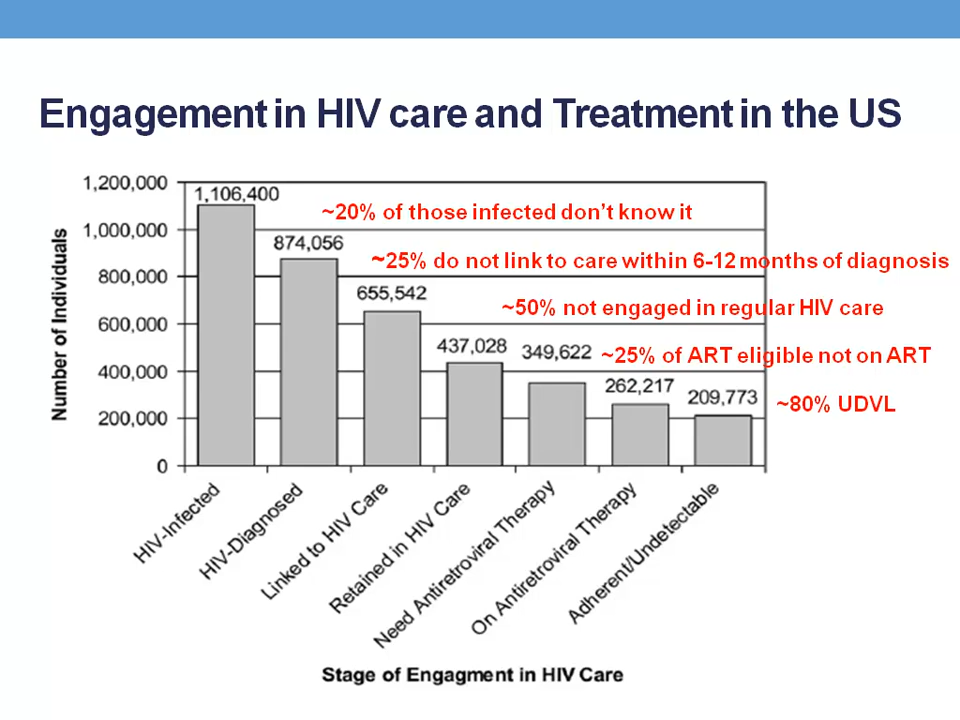 Engagement in HIV care and Treatment in the US
1,200,000
1,000,000
800,000
600,000
400,000
200,000
0
Number of Individuals
1,106,400
874,056
655,542
437,028
349,622
262,217
209,773
~20% of those infected don't know it
~25% do not link to care within 6-12 months of diagnosis
~50% not engaged in regular HIV care
~25% of ART eligible not on ART
~80% UDVL
HIV-Infected
HIV-Diagnosed
Linked to HIV Care
Retained in HIV Care
Need Antiretroviral Therapy
On Antiretroviral Therapy
Adherent/Undetectable
Stage of Engagment in HIV Care